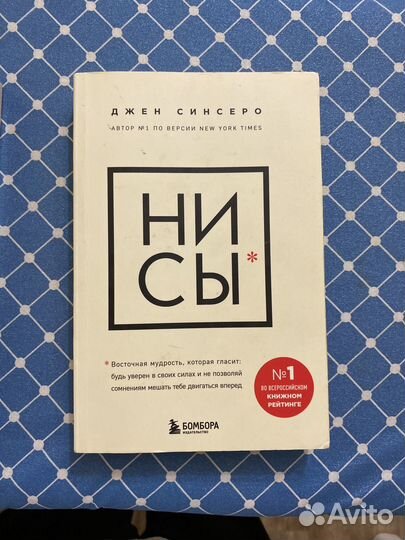 ДЖЕН СИНСЕРО
АВТОР №1 ПО ВЕРСИИ NEW YORK TIMES
НИ
СЫ*
* Восточная мудрость, которая гласит:
будь уверен в своих силах и не позволяй
сомнениям мешать тебе двигаться вперед
№1
ВО ВСЕРОССИЙСКОМ
КНИЖНОМ
РЕЙТИНГЕ
БОМБОРА
ИЗДАТЕЛЬСТВО
Avito